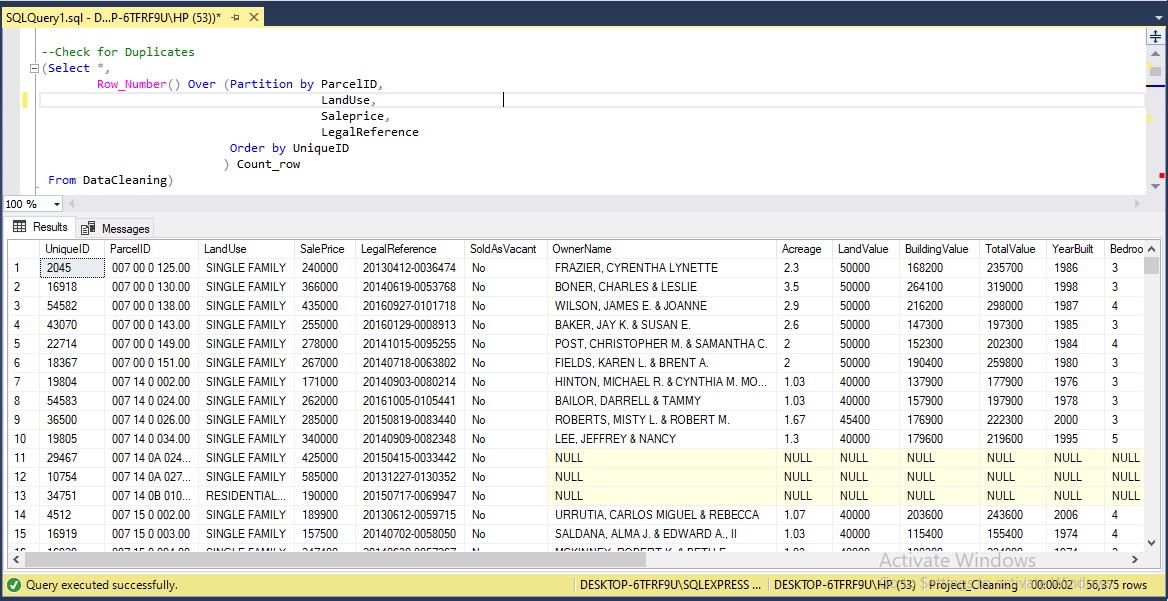 SQLQuery1.sql - D...P-6TFRF9U\HP (53))*
--Check for Duplicates
(Select *,
Row_Number() Over (Partition by ParcelID,
LandUse,
Saleprice,
LegalReference
Order by UniqueID
) Count_row
From DataCleaning)
100 %
Results Messages
UniqueID ParcelID LandUse SalePrice LegalReference SoldAsVacant OwnerName Acreage LandValue BuildingValue TotalValue YearBuilt Bedroo
1 2045 007 00 0 125.00 SINGLE FAMILY 240000 20130412-0036474 No FRAZIER, CYRENTHA LYNETTE 2.3 50000 168200 235700 1986 3
2 16918 007 00 0 130.00 SINGLE FAMILY 366000 20140619-0053768 No BONER, CHARLES & LESLIE 3.5 50000 264100 319000 1998 3
3 54582 007 00 0 138.00 SINGLE FAMILY 435000 20160927-0101718 No WILSON, JAMES E. & JOANNE 2.9 50000 216200 298000 1987 4
4 43070 007 00 0 143.00 SINGLE FAMILY 255000 20160129-0008913 No BAKER, JAY K. & SUSAN E. 2.6 50000 147300 197300 1985 3
5 22714 007 00 0 149.00 SINGLE FAMILY 278000 20141015-0095255 No POST, CHRISTOPHER M. & SAMANTHA C. 2 50000 152300 202300 1984 4
6 18367 007 00 0 151.00 SINGLE FAMILY 267000 20140718-0063802 No FIELDS, KAREN L. & BRENT A. 2 50000 190400 259800 1980 3
7 19804 007 14 0 002.00 SINGLE FAMILY 171000 20140903-0080214 No HINTON, MICHAEL R. & CYNTHIA M. MO... 1.03 40000 137900 177900 1976 3
8 54583 007 14 0 024.00 SINGLE FAMILY 262000 20161005-0105441 No BAILOR, DARRELL & TAMMY 1.03 40000 157900 197900 1978 3
9 36500 007 14 0 026.00 SINGLE FAMILY 285000 20150819-0083440 No ROBERTS, MISTY L. & ROBERT M. 1.67 45400 176900 222300 2000 3
10 19805 007 14 0 034.00 SINGLE FAMILY 340000 20140909-0082348 No LEE, JEFFREY & NANCY 1.3 40000 179600 219600 1995 5
11 29467 007 14 0A 024... SINGLE FAMILY 425000 20150415-0033442 No NULL NULL NULL NULL NULL NULL NULL
12 10754 007 14 0A 027... SINGLE FAMILY 585000 20131227-0130352 No NULL NULL NULL NULL NULL NULL NULL
13 34751 007 14 0B 010... RESIDENTIAL... 190000 20150717-0069947 No NULL NULL NULL NULL NULL NULL NULL
14 4512 007 15 0 002.00 SINGLE FAMILY 189900 20130612-0059715 No URRUTIA, CARLOS MIGUEL & REBECCA 1.07 40000 203600 243600 2006 4
15 16919 007 15 0 003.00 SINGLE FAMILY 157500 20140702-0058050 No SALDANA, ALMA J. & EDWARD A., II 1.03 40000 115400 155400 1974 4
Activate Windows
Query executed successfully. DESKTOP-6TFRF9U\SQLEXPRESS ... DESKTOP-6TFRF9U\HP (53) Project_Cleaning 00:00:02 56,375 rows